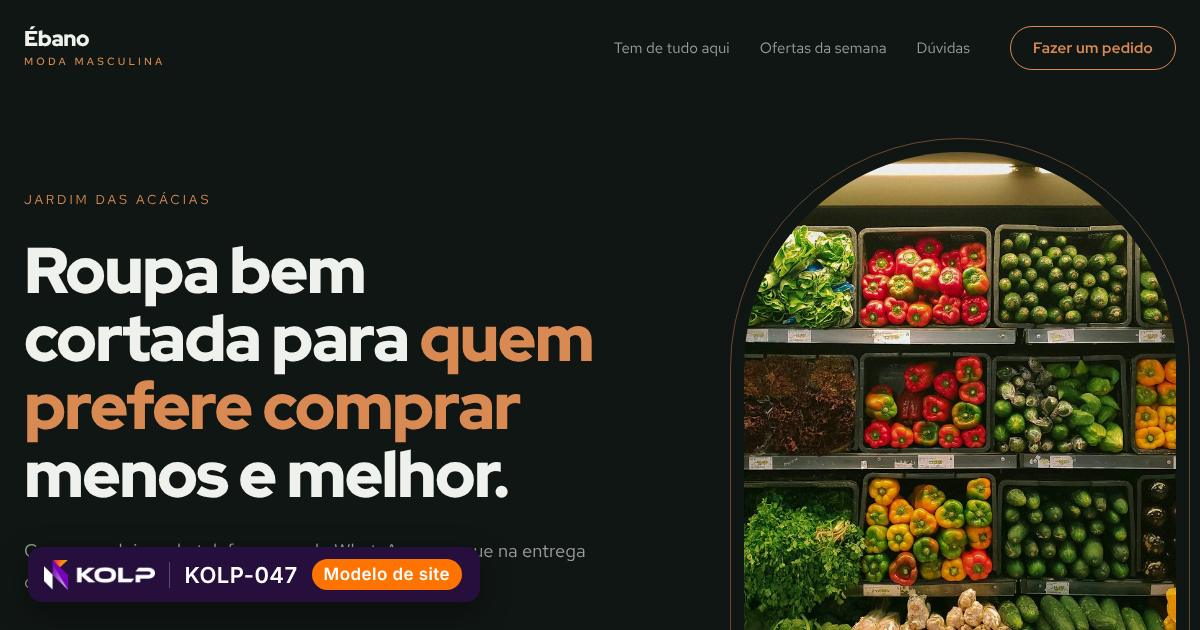 Ébano
MODA MASCULINA
Tem de tudo aqui
Ofertas da semana
Dúvidas
Fazer um pedido
JARDIM DAS ACÁCIAS
Roupa bem
cortada para quem
prefere comprar
menos e melhor.
na entrega
KOLP
KOLP-047
Modelo de site